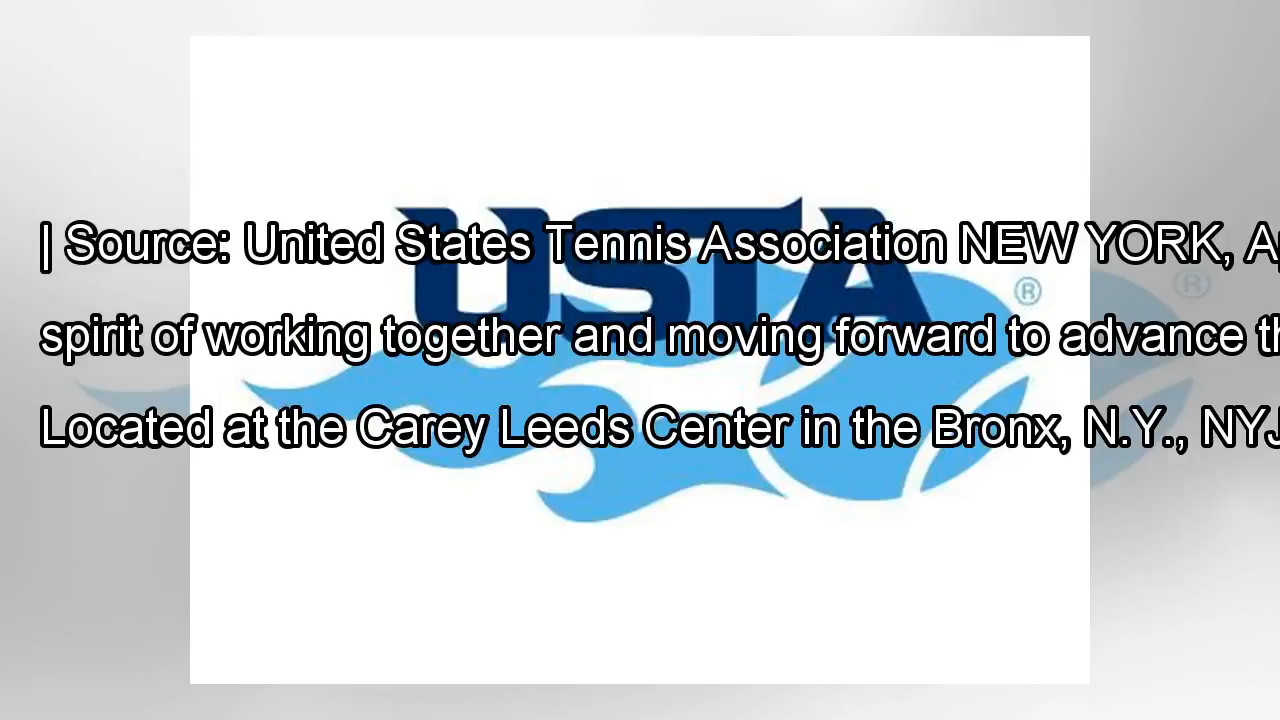 USTA
®
| Source: United States Tennis Association NEW YORK,
spirit of working together and moving forward to advance
Located at the Carey Leeds Center in the Bronx, N.Y.,